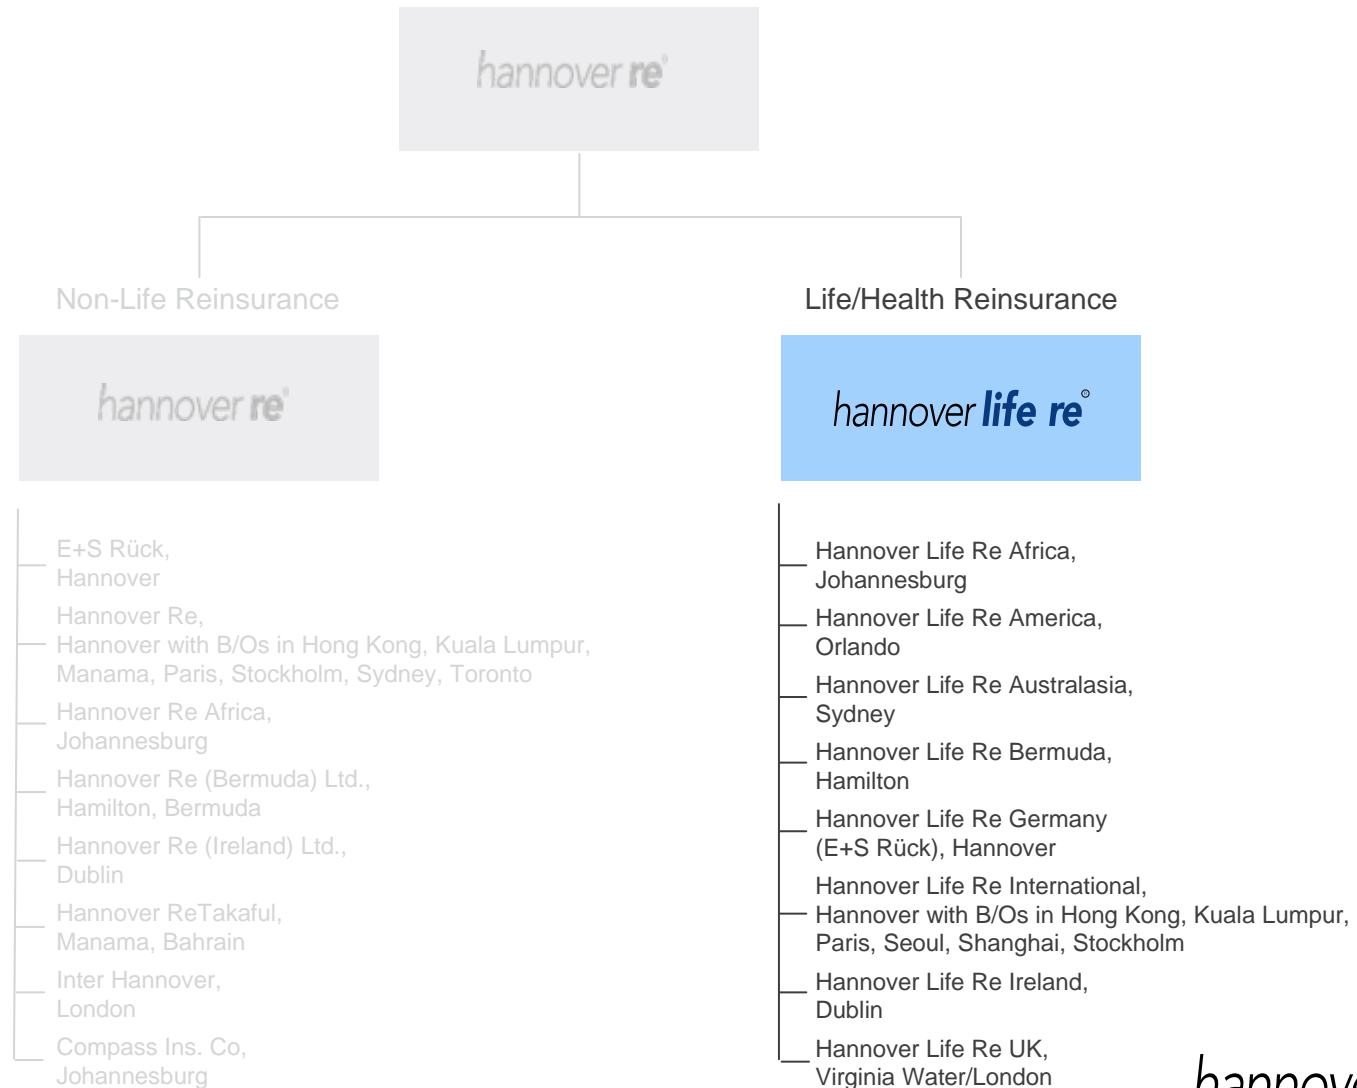 hannover re®
Non-Life Reinsurance
hannover re®
E+S Rück,
Hannover
Hannover Re,
Hannover with B/Os in Hong Kong, Kuala Lumpur,
Manama, Paris, Stockholm, Sydney, Toronto
Hannover Re Africa,
Johannesburg
Hannover Re (Bermuda) Ltd.,
Hamilton, Bermuda
Hannover Re (Ireland) Ltd.,
Dublin
Hannover ReTakaful,
Manama, Bahrain
Inter Hannover,
London
Compass Ins. Co,
Johannesburg
Life/Health Reinsurance
hannover life re®
Hannover Life Re Africa,
Johannesburg
Hannover Life Re America,
Orlando
Hannover Life Re Australasia,
Sydney
Hannover Life Re Bermuda,
Hamilton
Hannover Life Re Germany
(E+S Rück), Hannover
Hannover Life Re International,
Hannover with B/Os in Hong Kong, Kuala Lumpur,
Paris, Seoul, Shanghai, Stockholm
Hannover Life Re Ireland,
Dublin
Hannover Life Re UK,
Virginia Water/London